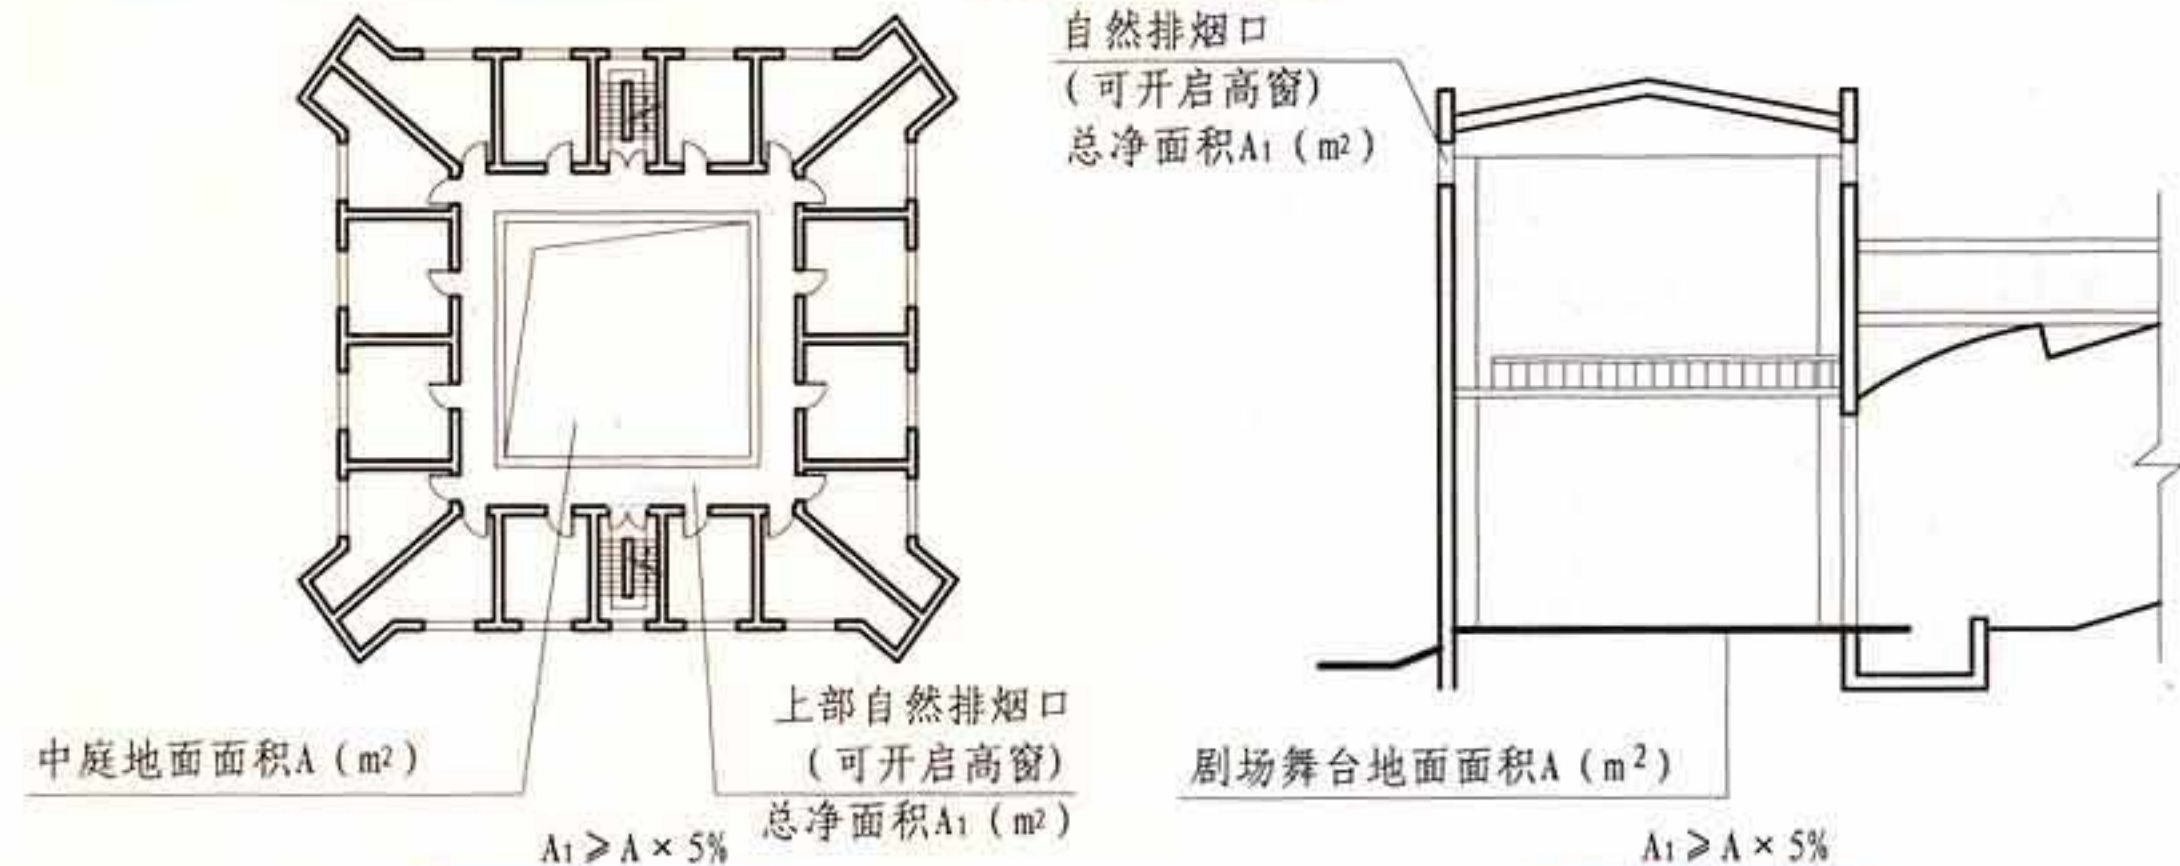 中庭地面面积A（m²）
上部自然排烟口
（可开启高窗）
总净面积A₁（m²）
A₁≥A×5%
自然排烟口
（可开启高窗）
总净面积A₁（m²）
剧场舞台地面面积A（m²）
A₁≥A×5%